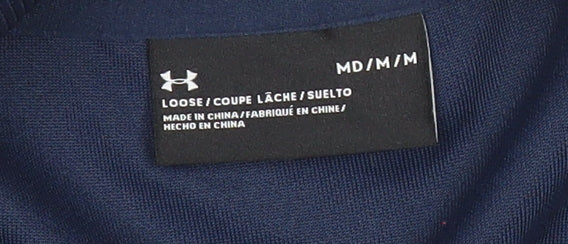 MD/M/M
LOOSE/COUPE LÂCHE/SUELTO
MADE IN CHINA/FABRIQUÉ EN CHINE/
HECHO EN CHINA